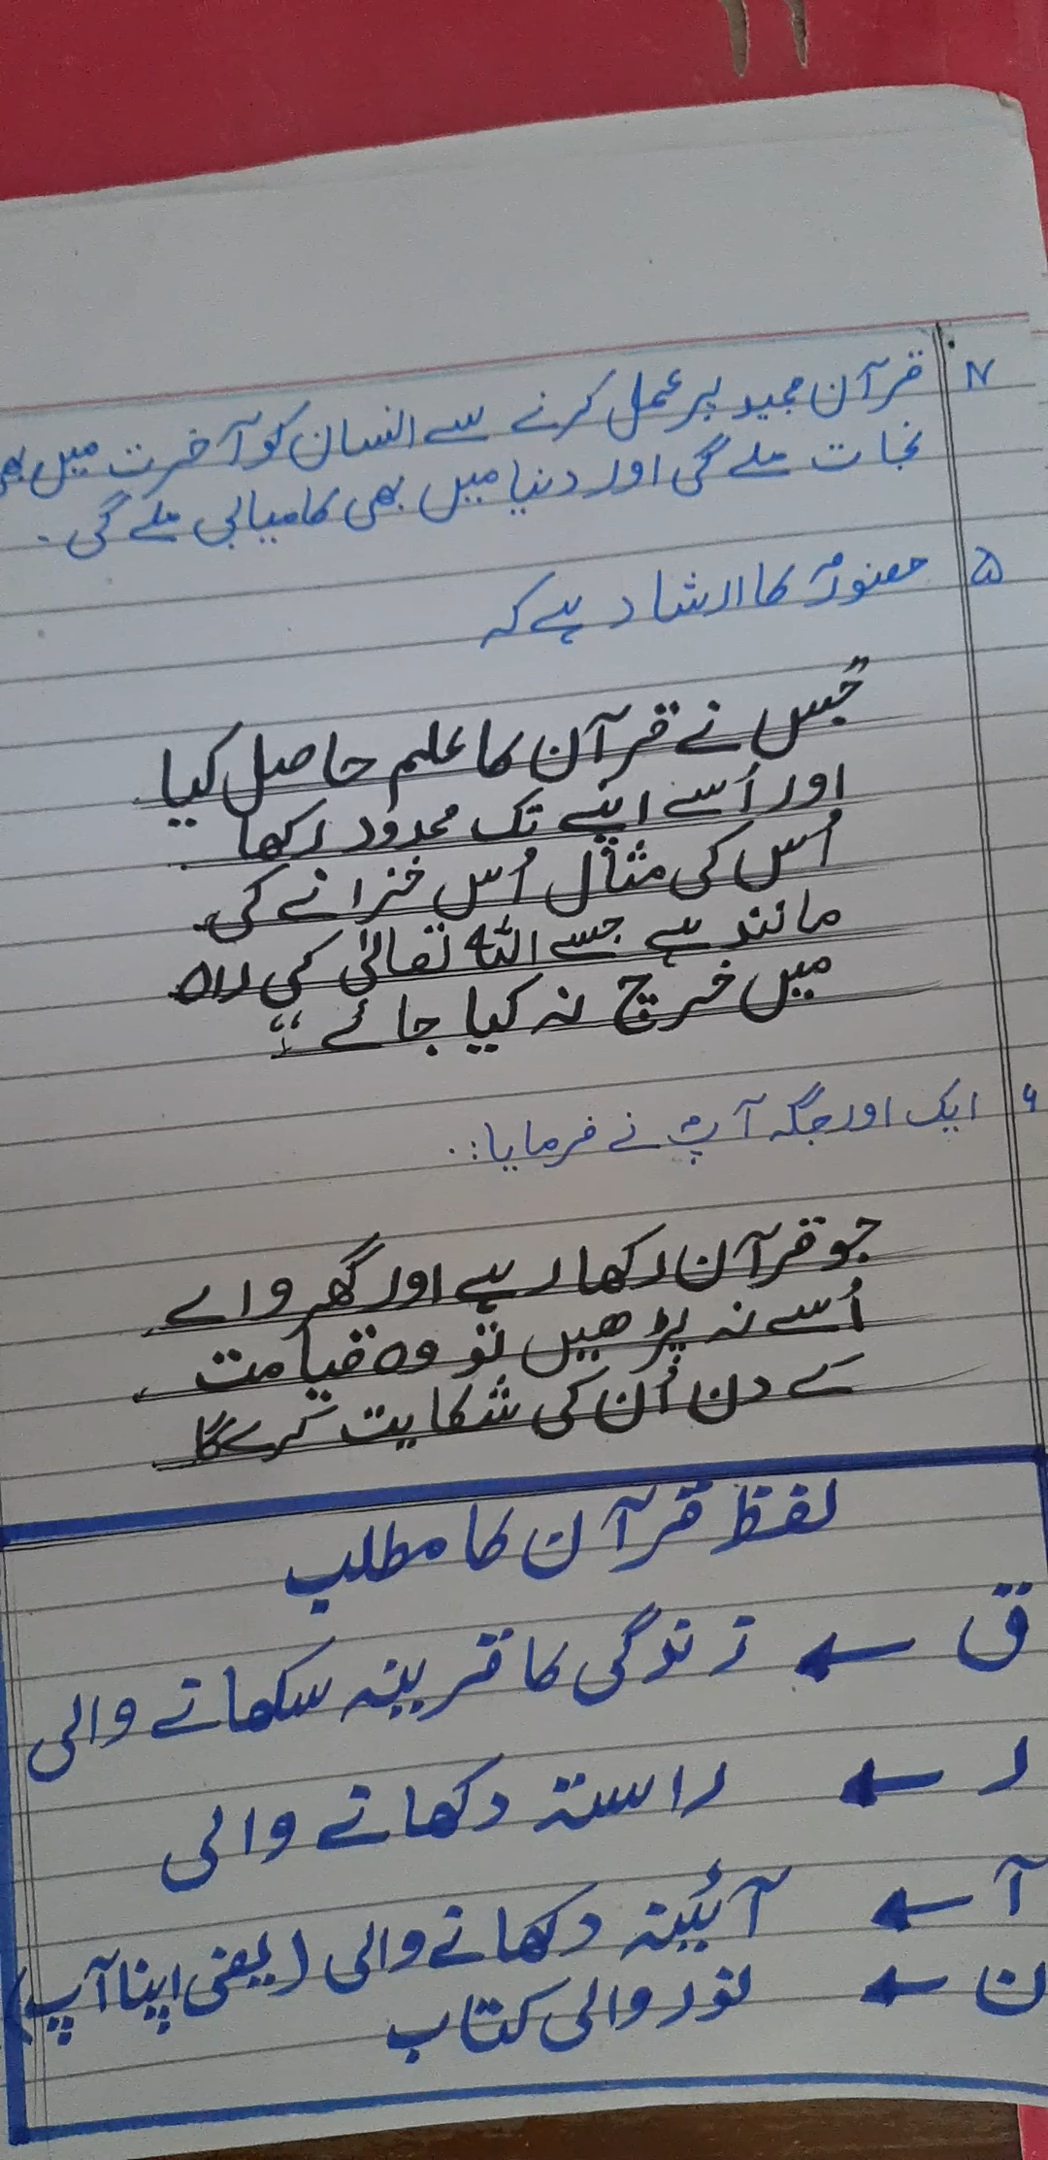 ۴ قرآن مجید پر عمل کرنے سے انسان کو آخرت میں بھی
نجات ملے گی اور دنیا میں بھی کامیابی ملے گی۔
۵ حضورؐ کا ارشاد ہے کہ
"جس نے قرآن کا علم حاصل کیا
اور اُسے اپنے تک محدود رکھا
اُس کی مثال اُس خزانے کی
مانند ہے جسے اللہ تعالیٰ کی راہ
میں خرچ نہ کیا جائے"
۶ ایک اور جگہ آپؐ نے فرمایا:۔
جو قرآن رکھا رہے اور گھر والے
اُسے نہ پڑھیں تو وہ قیامت
کے دن اُن کی شکایت کرے گا
لفظ قرآن کا مطلب
ق ← زندگی کا قرینہ سکھانے والی
ر ← راستہ دکھانے والی
آ ← آئینہ دکھانے والی (یعنی اپنا آپ)
ن ← نور والی کتاب